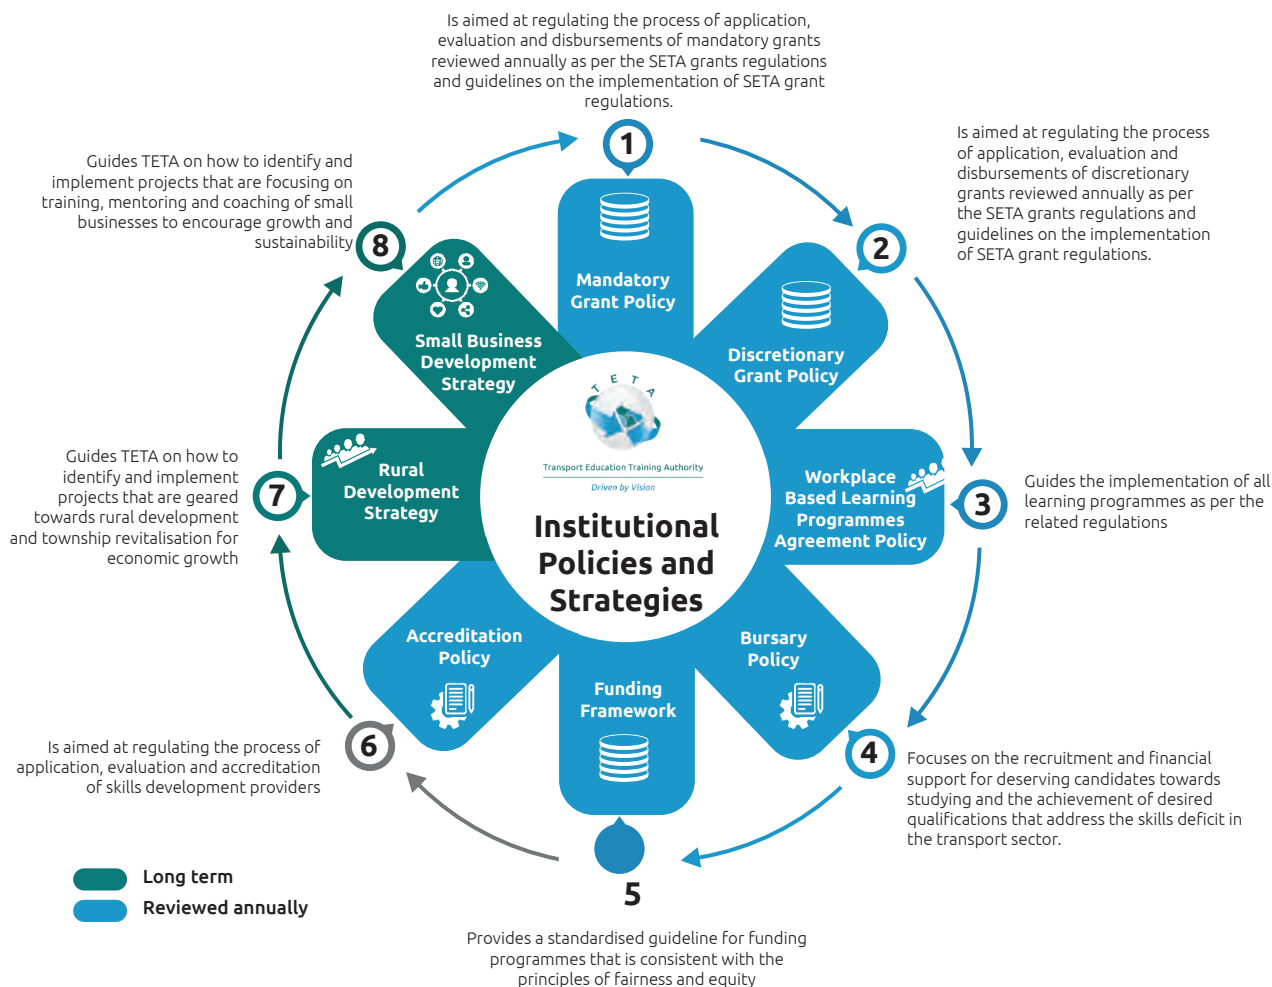 Is aimed at regulating the process of application,
evaluation and disbursements of mandatory grants
reviewed annually as per the SETA grants regulations
and guidelines on the implementation of SETA grant
regulations.
1
Mandatory
Grant Policy
Is aimed at regulating the process
of application, evaluation and
disbursements of discretionary
grants reviewed annually as per
the SETA grants regulations and
guidelines on the implementation
of SETA grant regulations.
2
Discretionary
Grant Policy
Guides the implementation of all
learning programmes as per the
related regulations
3
Workplace
Based Learning
Programmes
Agreement Policy
Focuses on the recruitment and financial
support for deserving candidates towards
studying and the achievement of desired
qualifications that address the skills deficit in
the transport sector.
4
Bursary
Policy
Funding
Framework
5
Provides a standardised guideline for funding
programmes that is consistent with the
principles of fairness and equity
Accreditation
Policy
6
Is aimed at regulating the process of
application, evaluation and accreditation
of skills development providers
Rural
Development
Strategy
7
Guides TETA on how to
identify and implement
projects that are geared
towards rural development
and township revitalisation for
economic growth
Small Business
Development
Strategy
8
Guides TETA on how to identify and
implement projects that are focusing on
training, mentoring and coaching of small
businesses to encourage growth and
sustainability
TETA
Transport Education Training Authority
Driven by Vision
Institutional
Policies and
Strategies
Long term
Reviewed annually